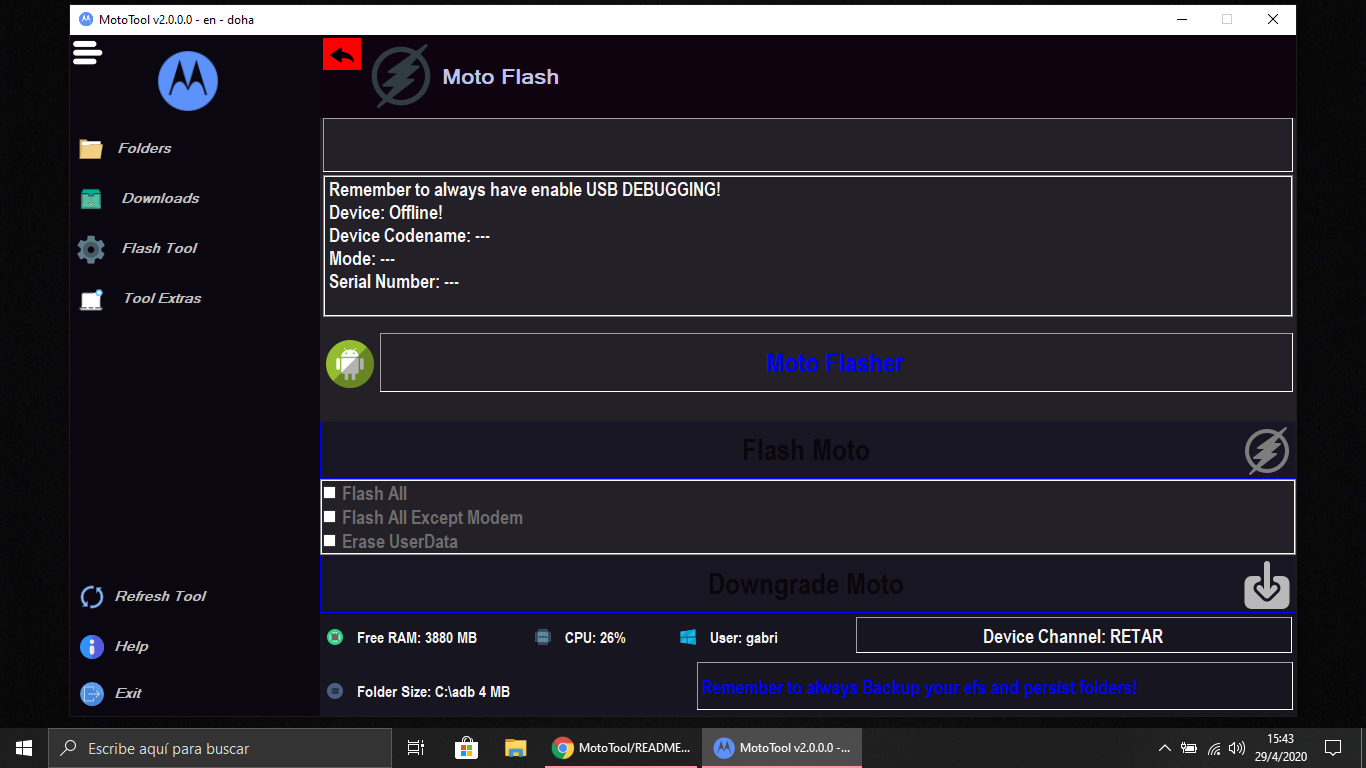 MotoTool v2.0.0.0 - en - doha
Moto Flash
Folders
Downloads
Flash Tool
Tool Extras
Remember to always have enable USB DEBUGGING!
Device: Offline!
Device Codename: ---
Mode: ---
Serial Number: ---
Moto Flasher
Flash Moto
Flash All
Flash All Except Modem
Erase UserData
Downgrade Moto
Refresh Tool
Help
Exit
Free RAM: 3880 MB
CPU: 26%
User: gabri
Device Channel: RETAR
Folder Size: C:\adb 4 MB
Remember to always Backup your efs and persist folders!
Escribe aquí para buscar
MotoTool/README...
MotoTool v2.0.0.0 -...
15:43
29/4/2020